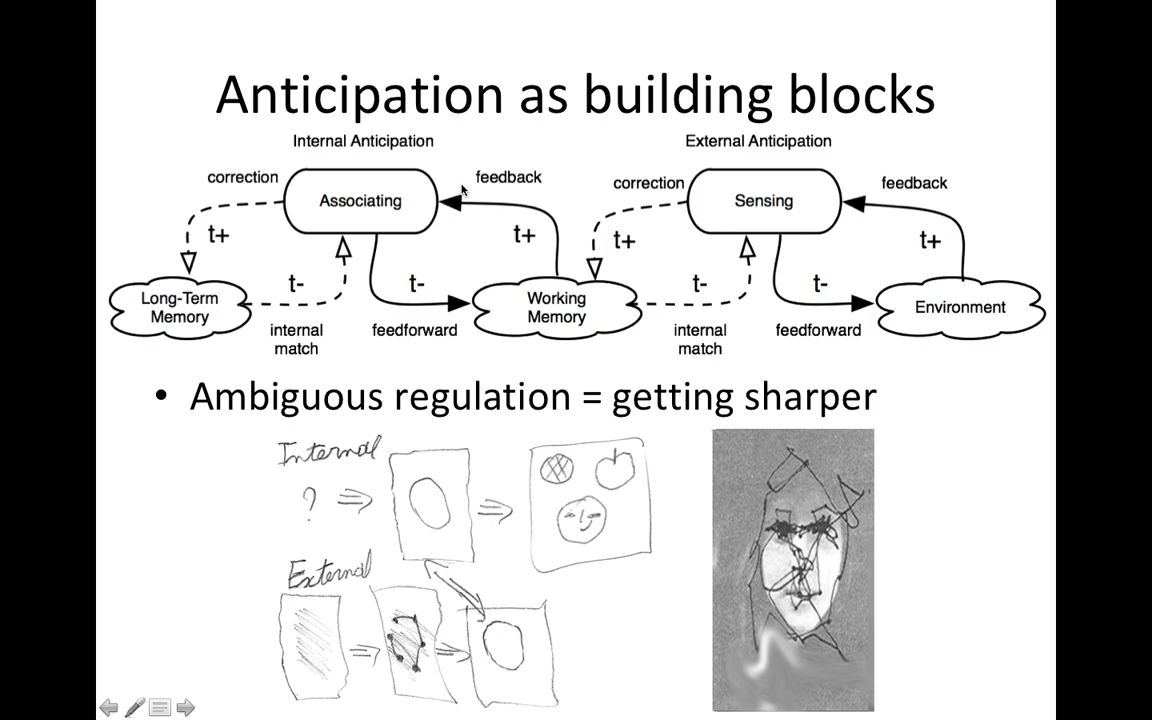 Anticipation as building blocks
Internal Anticipation
External Anticipation
correction
Associating
feedback
correction
Sensing
feedback
t+
t+
t+
t+
t-
t-
t-
t-
Long-Term
Memory
Working
Memory
Environment
internal
match
feedforward
internal
match
feedforward
• Ambiguous regulation = getting sharper
Internal
?
External